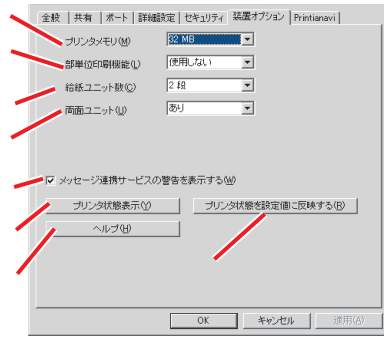 全般 共有 ポート 詳細設定 セキュリティ 装置オプション Printianavi
プリンタメモリ(M) 32 MB
部単位印刷機能(L) 使用しない
給紙ユニット数(C) 2 段
両面ユニット(U) あり
メッセージ連携サービスの警告を表示する(W)
プリンタ状態表示(Y) プリンタ状態を設定値に反映する(R)
ヘルプ(H)
OK キャンセル 適用(A)